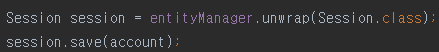 Session session = entityManager.unwrap(Session.class);
session.save(account);